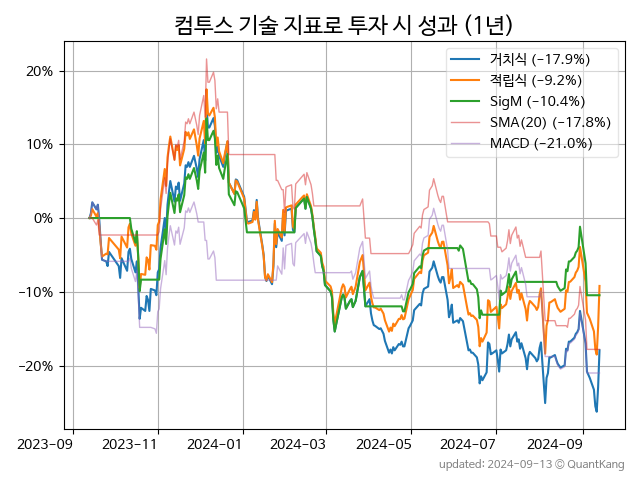 컴투스 기술 지표로 투자 시 성과 (1년)
거치식 (−17.9%)
적립식 (−9.2%)
SigM (−10.4%)
SMA(20) (−17.8%)
MACD (−21.0%)
20%
10%
0%
−10%
−20%
2023-09 2023-11 2024-01 2024-03 2024-05 2024-07 2024-09
updated: 2024-09-13 © QuantKang